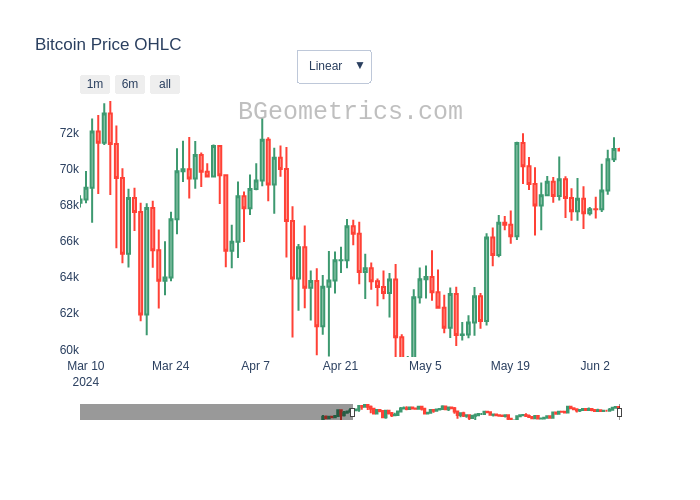 Bitcoin Price OHLC
Linear ▼
1m 6m all
BGeometrics.com
72k
70k
68k
66k
64k
62k
60k
Mar 10 Mar 24 Apr 7 Apr 21 May 5 May 19 Jun 2
2024